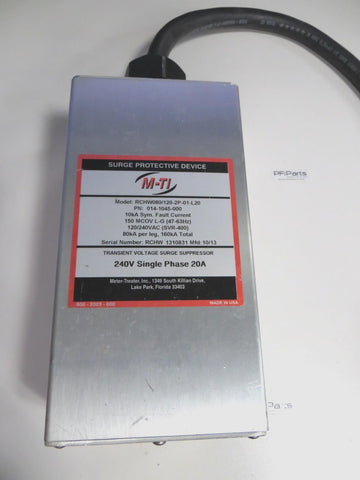 SURGE PROTECTIVE DEVICE
M-TI
Model: RCHW080/120-2P-01-L20
PN: 014-1045-000
10kA Sym. Fault Current
150 MCOV L-G (47-63Hz)
120/240VAC (SVR-400)
80kA per leg, 160kA Total
Serial Number: RCHW 1310831 Mfd 10/13
TRANSIENT VOLTAGE SURGE SUPPRESSOR
240V Single Phase 20A
Meter-Treater, Inc., 1349 South Killian Drive,
Lake Park, Florida 33403
MADE IN USA
PFiParts